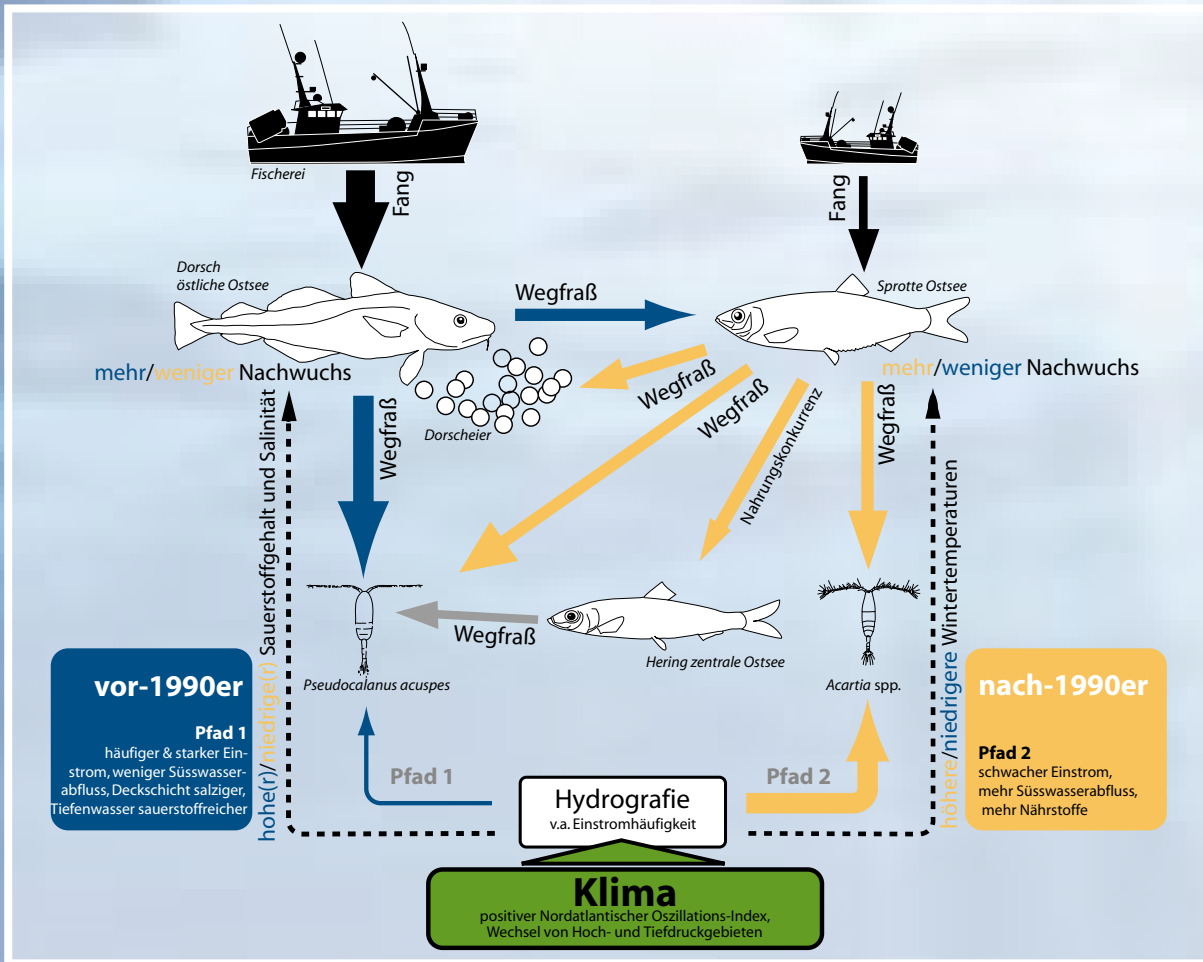 Fischerei
Fang
Fang
Dorsch
östliche Ostsee
Wegfraß
Sprotte Ostsee
mehr/weniger Nachwuchs
mehr/weniger Nachwuchs
Dorscheier
Wegfraß
Wegfraß
Wegfraß
Nahrungskonkurrenz
Wegfraß
hohe(r)/niedrige(r) Sauerstoffgehalt und Salinität
höhere/niedrigere Wintertemperaturen
Wegfraß
Pseudocalanus acuspes
Hering zentrale Ostsee
Acartia spp.
vor-1990er
Pfad 1
häufiger & starker Ein-
strom, weniger Süsswasser-
abfluss, Deckschicht salziger,
Tiefenwasser sauerstoffreicher
nach-1990er
Pfad 2
schwacher Einstrom,
mehr Süsswasserabfluss,
mehr Nährstoffe
Pfad 1
Pfad 2
Hydrografie
v.a. Einstromhäufigkeit
Klima
positiver Nordatlantischer Oszillations-Index,
Wechsel von Hoch- und Tiefdruckgebieten